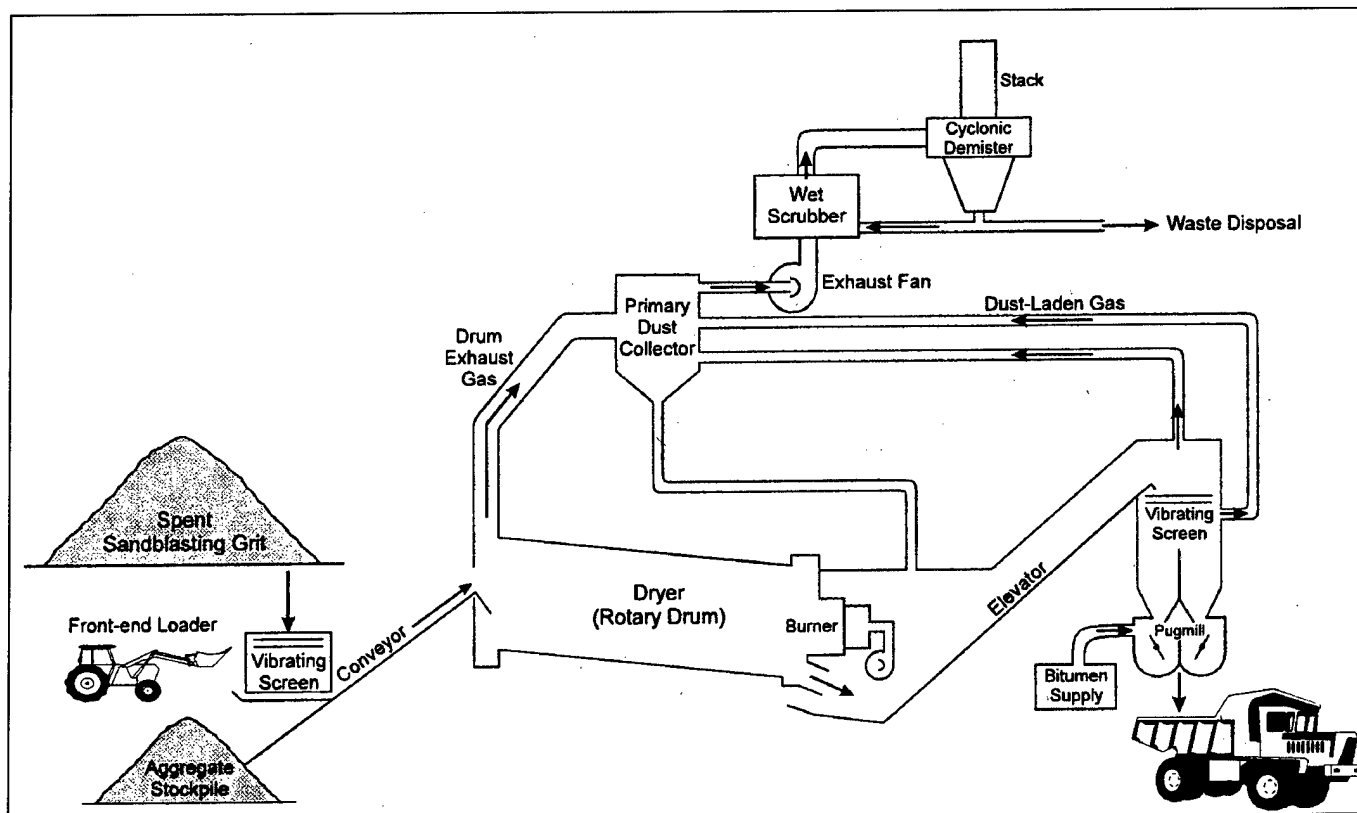 Stack
Cyclonic
Demister
Wet
Scrubber
Waste Disposal
Exhaust Fan
Primary
Dust
Collector
Dust-Laden Gas
Drum
Exhaust
Gas
Spent
Sandblasting Grit
Front-end Loader
Vibrating
Screen
Conveyor
Dryer
(Rotary Drum)
Burner
Elevator
Vibrating
Screen
Pugmill
Bitumen
Supply
Aggregate
Stockpile